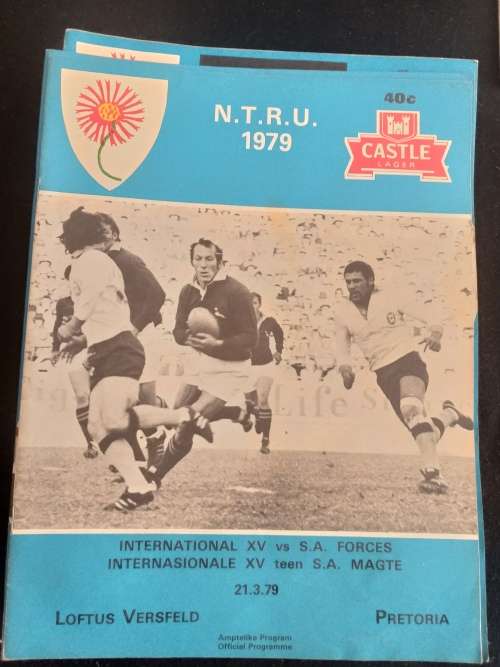 N.T.R.U.
1979
40c
CASTLE
LAGER
Life
INTERNATIONAL XV vs S.A. FORCES
INTERNASIONALE XV teen S.A. MAGTE
21.3.79
LOFTUS VERSFELD
PRETORIA
Amptelike Program
Official Programme